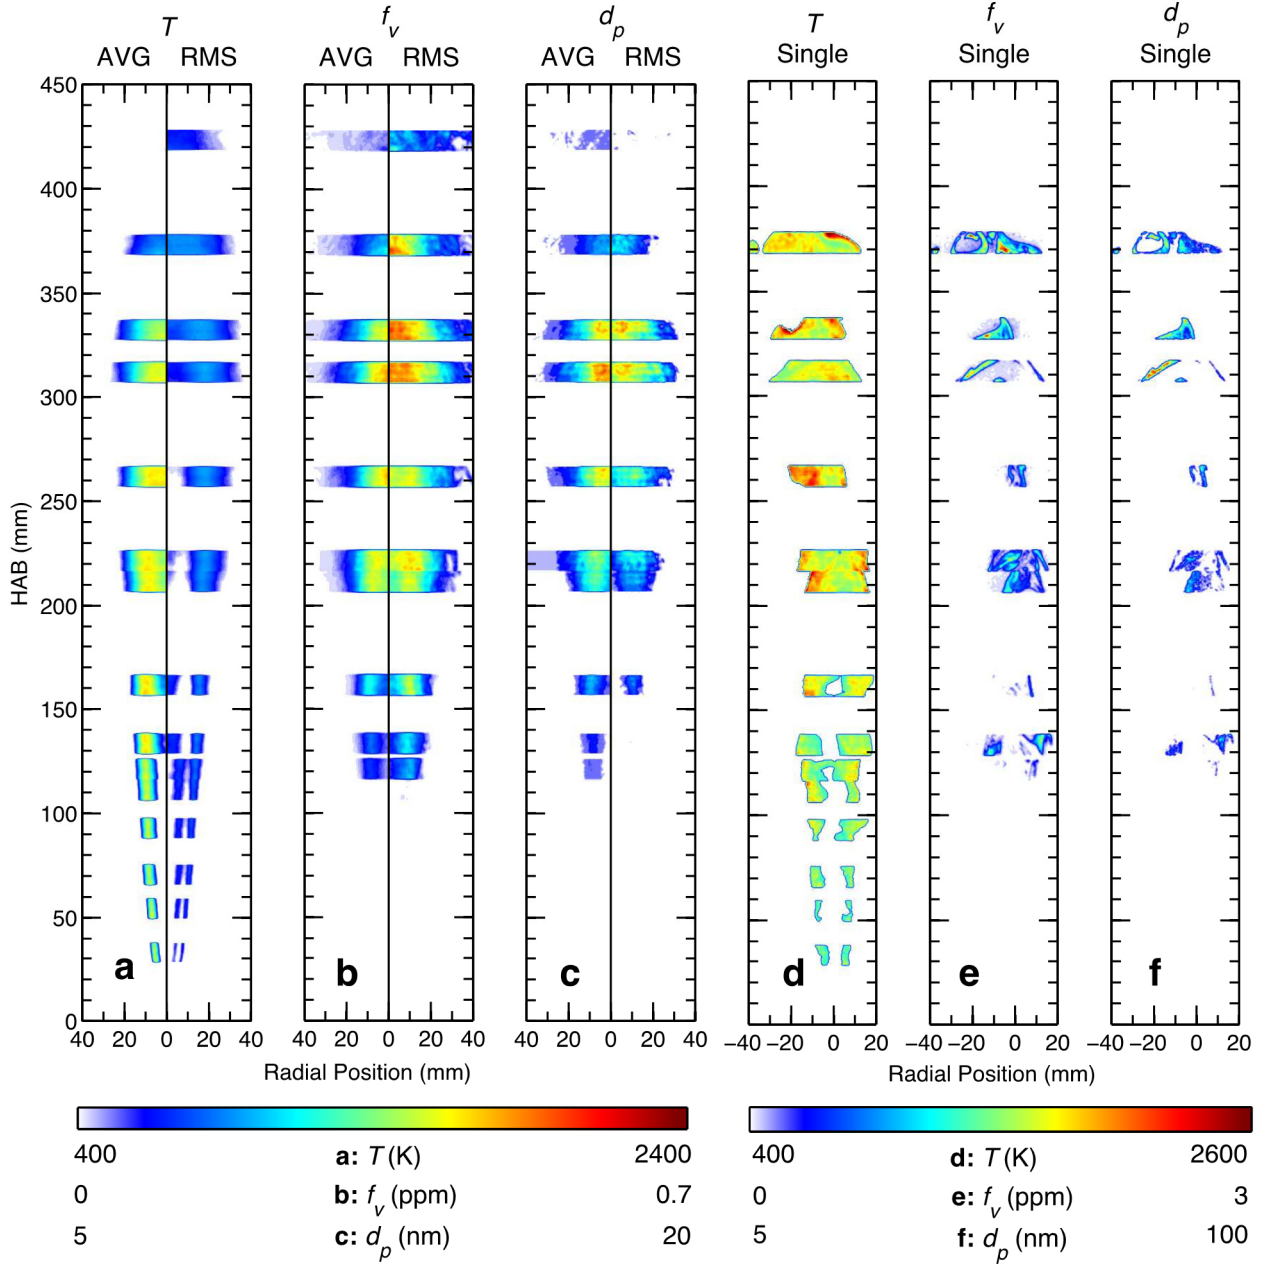 T f_v d_p T f_v d_p
AVG RMS AVG RMS AVG RMS Single Single Single
450
400
350
300
250
200
150
100
50
0
HAB (mm)
a b c d e f
40 20 0 20 40 20 0 20 40 20 0 20 40 −40 −20 0 20 −40 −20 0 20 −40 −20 0 20
Radial Position (mm) Radial Position (mm)
400 a: T (K) 2400 400 d: T (K) 2600
0 b: f_v (ppm) 0.7 0 e: f_v (ppm) 3
5 c: d_p (nm) 20 5 f: d_p (nm) 100